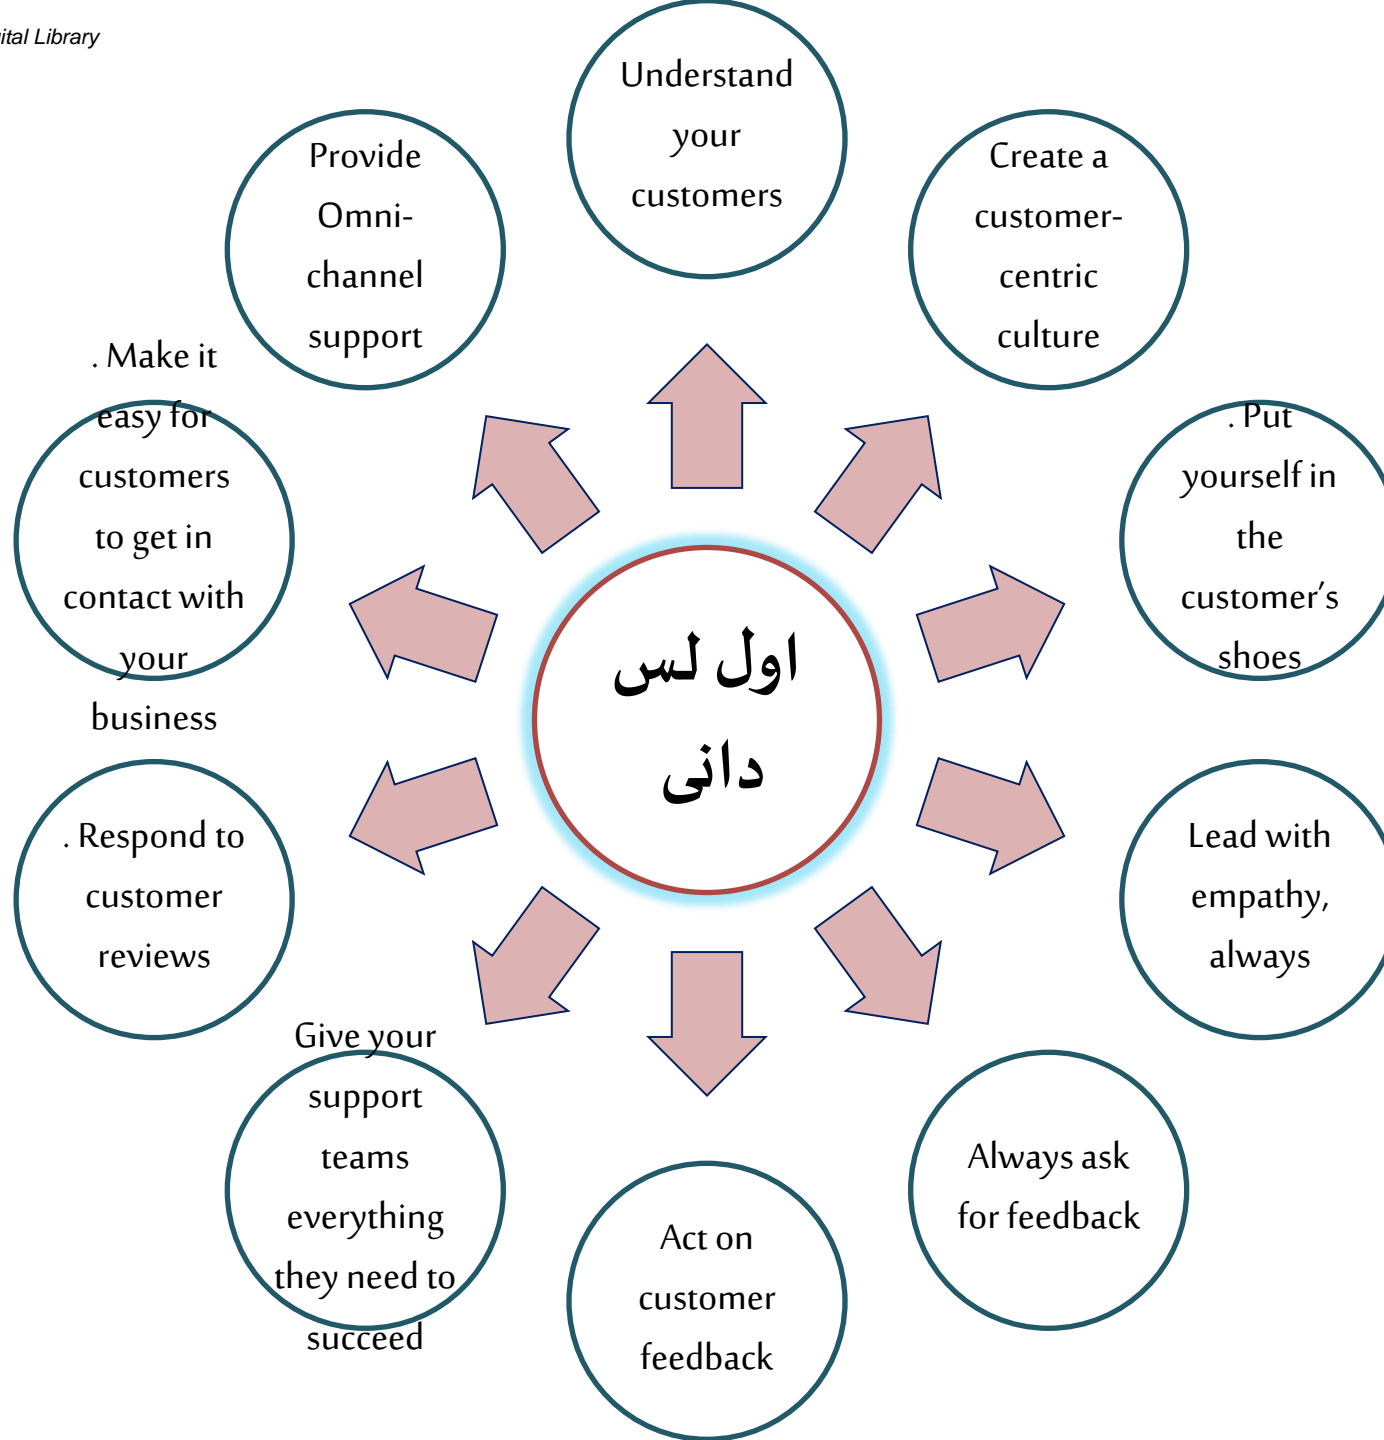 ital Library
Understand
your
customers
Create a
customer-
centric
culture
. Put
yourself in
the
customer’s
shoes
Lead with
empathy,
always
Always ask
for feedback
Act on
customer
feedback
Give your
support
teams
everything
they need to
succeed
. Respond to
customer
reviews
. Make it
easy for
customers
to get in
contact with
your
business
Provide
Omni-
channel
support
اول لس
دانی